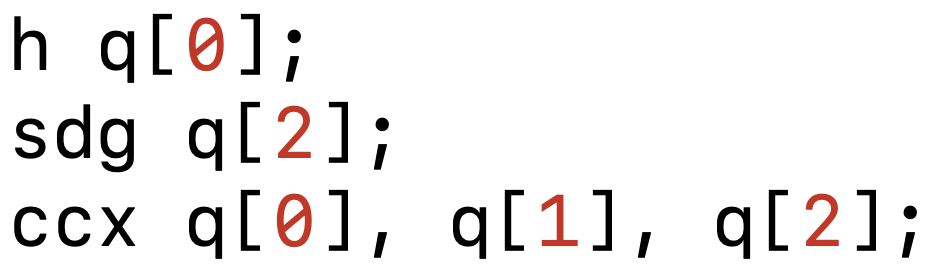 h q[0];
sdg q[2];
ccx q[0], q[1], q[2];